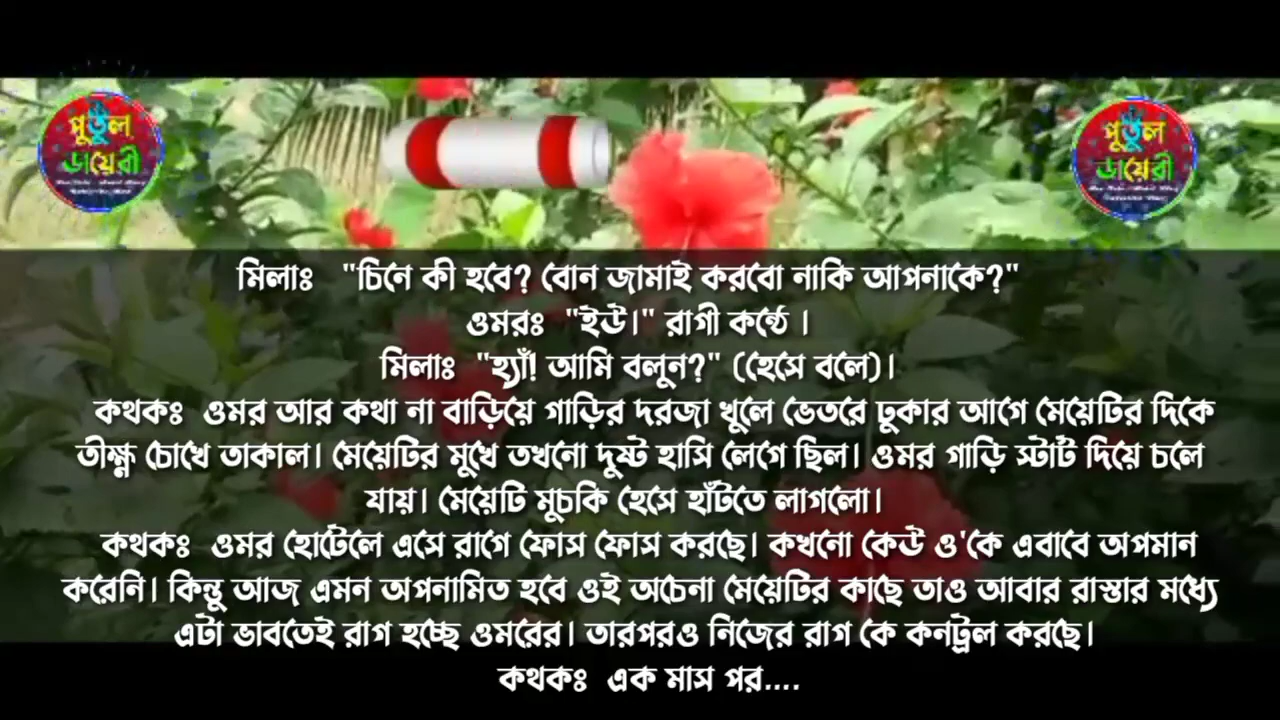 পুতুল
ডায়েরী
পুতুল
ডায়েরী
মিলাঃ "চিনে কী হবে? বোন জামাই করবো নাকি আপনাকে?"
ওমরঃ "ইউ।" রাগী কন্ঠে ।
মিলাঃ "হ্যাঁ! আমি বলুন?" (হেসে বলে)।
কথকঃ ওমর আর কথা না বাড়িয়ে গাড়ির দরজা খুলে ভেতরে ঢুকার আগে মেয়েটির দিকে
তীক্ষ্ণ চোখে তাকাল। মেয়েটির মুখে তখনো দুষ্ট হাসি লেগে ছিল। ওমর গাড়ি স্টার্ট দিয়ে চলে
যায়। মেয়েটি মুচকি হেসে হাঁটতে লাগলো।
কথকঃ ওমর হোটেলে এসে রাগে ফোস ফোস করছে। কখনো কেউ ও'কে এবাবে অপমান
করেনি। কিন্তু আজ এমন অপনামিত হবে ওই অচেনা মেয়েটির কাছে তাও আবার রাস্তার মধ্যে
এটা ভাবতেই রাগ হচ্ছে ওমরের। তারপরও নিজের রাগ কে কনট্রল করছে।
কথকঃ এক মাস পর....